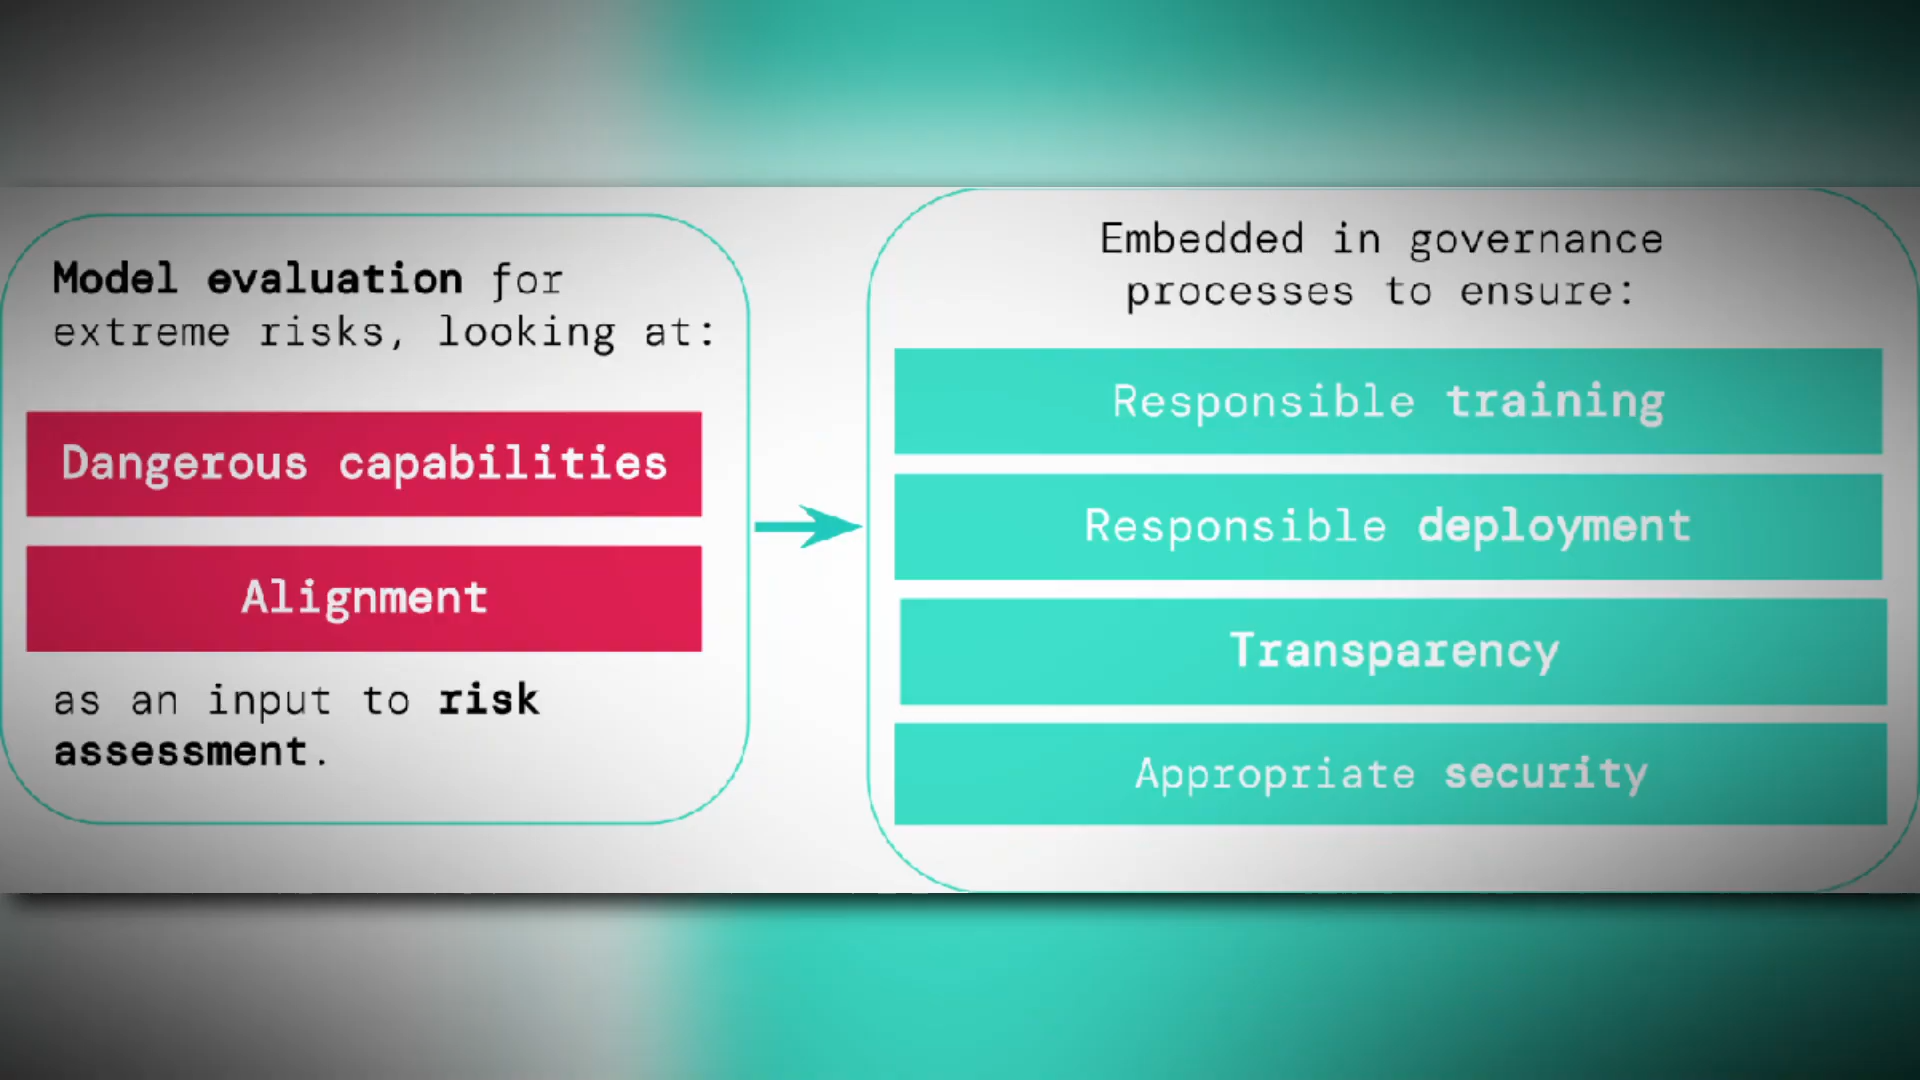 Model evaluation for
extreme risks, looking at:
Dangerous capabilities
Alignment
as an input to risk
assessment.
Embedded in governance
processes to ensure:
Responsible training
Responsible deployment
Transparency
Appropriate security